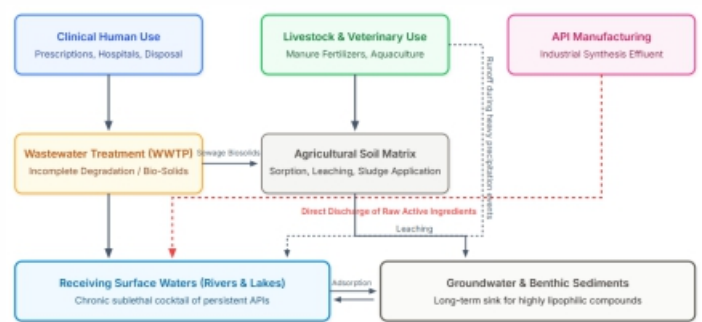 Clinical Human Use
Prescriptions, Hospitals, Disposal
Livestock & Veterinary Use
Manure Fertilizers, Aquaculture
API Manufacturing
Industrial Synthesis Effluent
Runoff during heavy precipitation events
Wastewater Treatment (WWTP)
Incomplete Degradation / Bio-Solids
Sewage Biosolids
Agricultural Soil Matrix
Sorption, Leaching, Sludge Application
Direct Discharge of Raw Active Ingredients
Leaching
Receiving Surface Waters (Rivers & Lakes)
Chronic sublethal cocktail of persistent APIs
Adsorption
Groundwater & Benthic Sediments
Long-term sink for highly lipophilic compounds